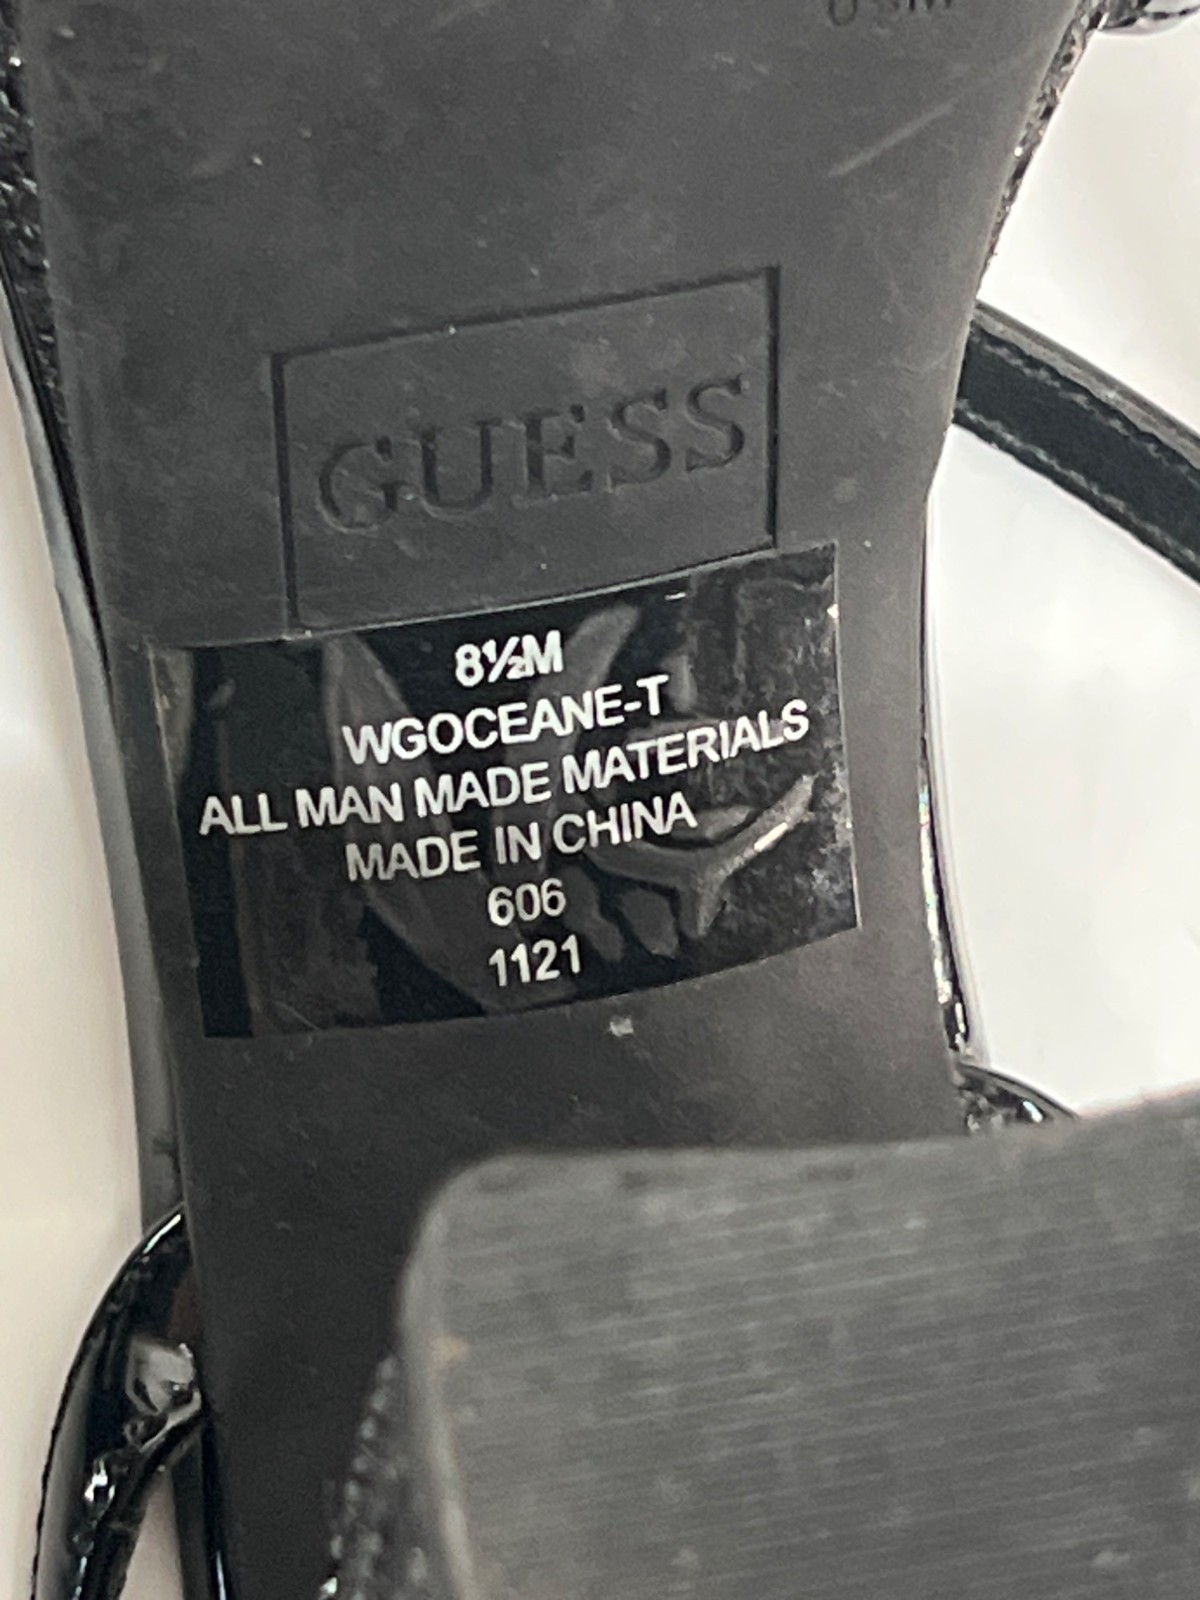 GUESS
8½M
WGOCEANE-T
ALL MAN MADE MATERIALS
MADE IN CHINA
606
1121